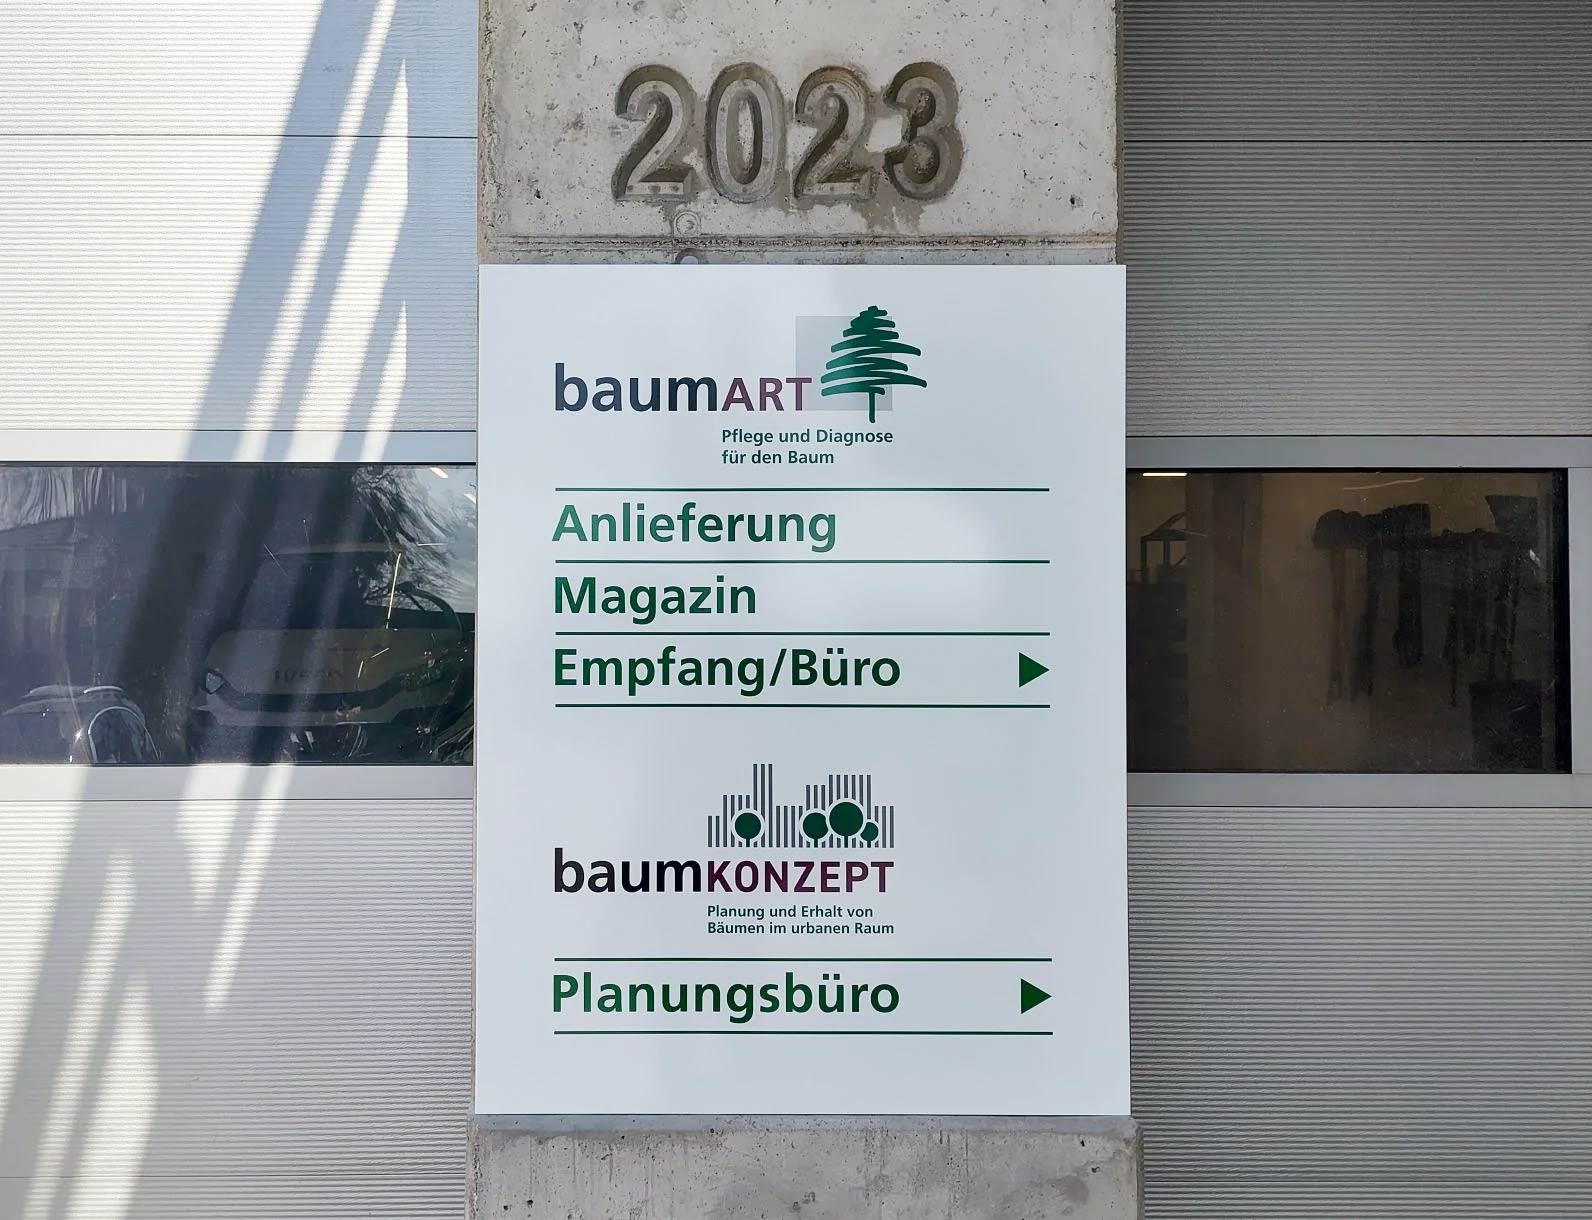 2023
baumART
Pflege und Diagnose
für den Baum
Anlieferung
Magazin
Empfang/Büro
baumKONZEPT
Planung und Erhalt von
Bäumen im urbanen Raum
Planungsbüro